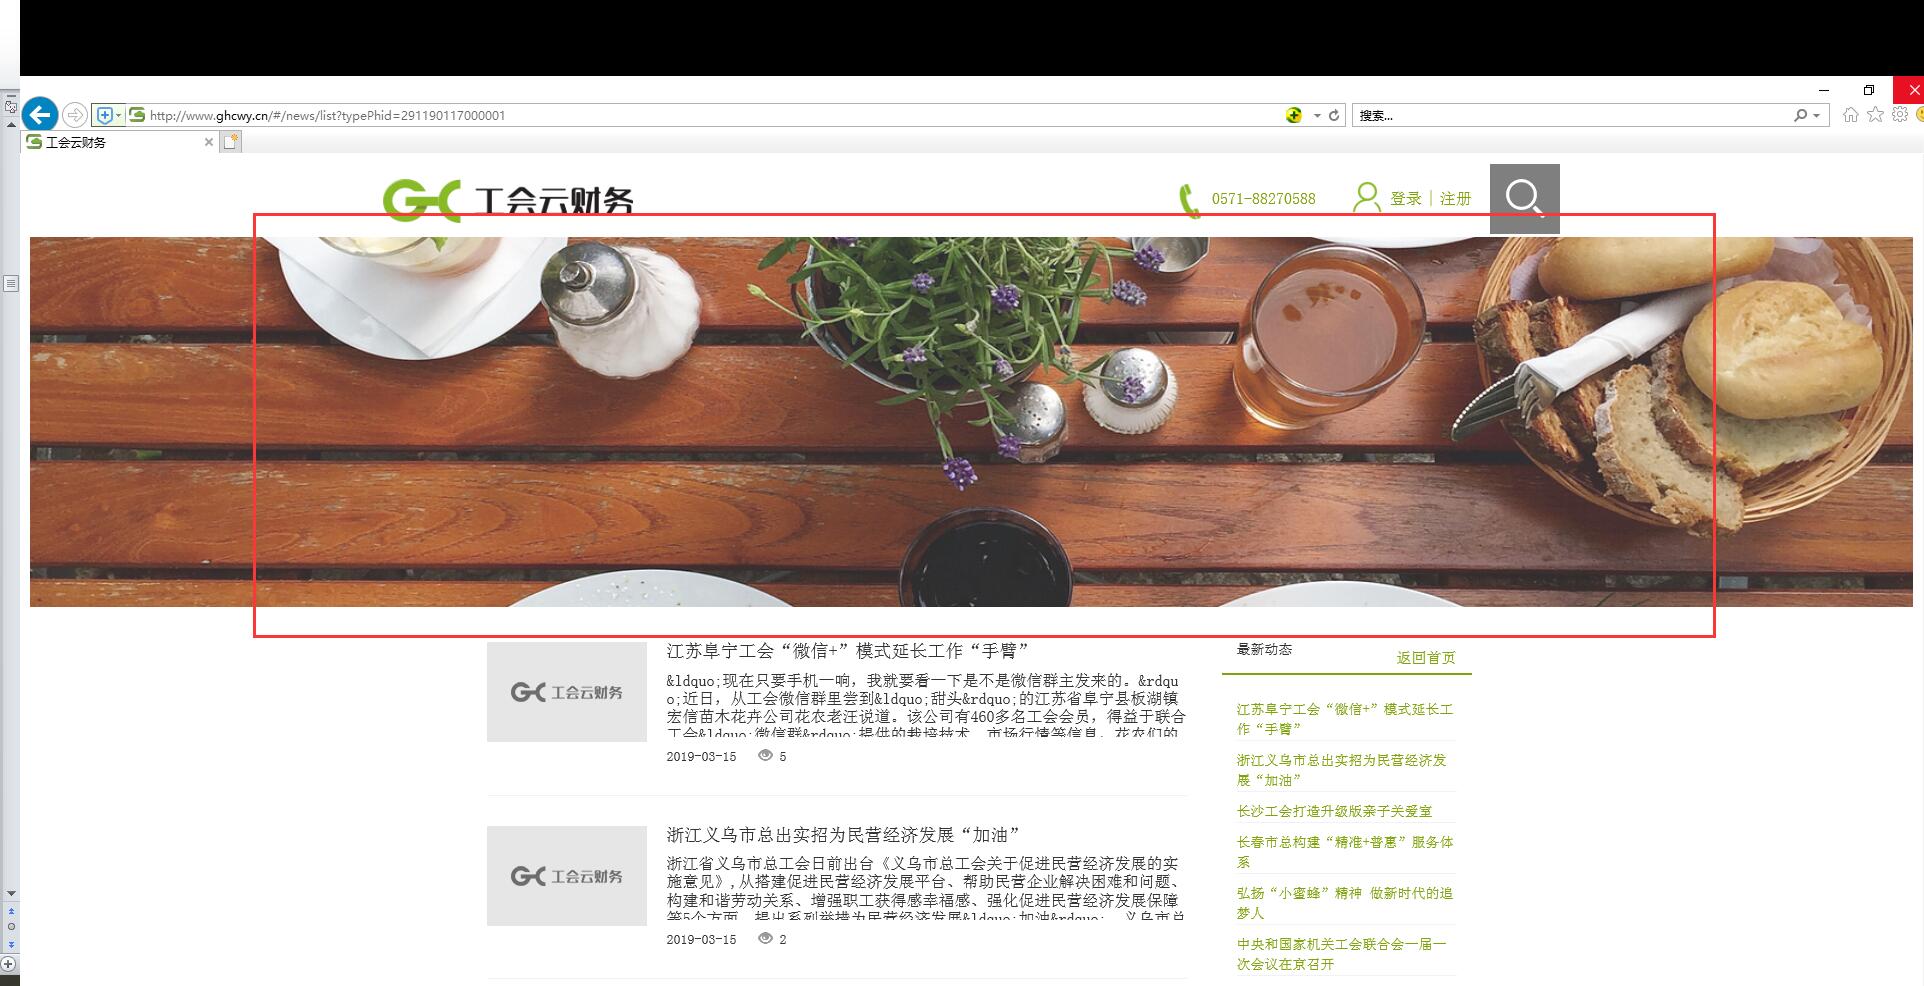 http://www.ghcwy.cn/#/news/list?typePhid=291190117000001
搜索...
工会云财务
GC 工会云财务
0571-88270588
登录 | 注册
江苏阜宁工会“微信+”模式延长工作“手臂”
&ldquo;现在只要手机一响，我就要看一下是不是微信群主发来的。&rdqu
o;近日，从工会微信群里尝到&ldquo;甜头&rdquo;的江苏省阜宁县板湖镇
宏信苗木花卉公司花农老汪说道。该公司有460多名工会会员，得益于联合
工会&ldquo;微信群&rdquo;提供的栽培技术、市场行情等信息，花农们的
2019-03-15 5
GC 工会云财务
浙江义乌市总出实招为民营经济发展“加油”
浙江省义乌市总工会日前出台《义乌市总工会关于促进民营经济发展的实
施意见》,从搭建促进民营经济发展平台、帮助民营企业解决困难和问题、
构建和谐劳动关系、增强职工获得感幸福感、强化促进民营经济发展保障
等5个方面，提出系列举措为民营经济发展&ldquo;加油&rdquo;。义乌市总
2019-03-15 2
GC 工会云财务
最新动态
返回首页
江苏阜宁工会“微信+”模式延长工
作“手臂”
浙江义乌市总出实招为民营经济发
展“加油”
长沙工会打造升级版亲子关爱室
长春市总构建“精准+普惠”服务体
系
弘扬“小蜜蜂”精神 做新时代的追
梦人
中央和国家机关工会联合会一届一
次会议在京召开